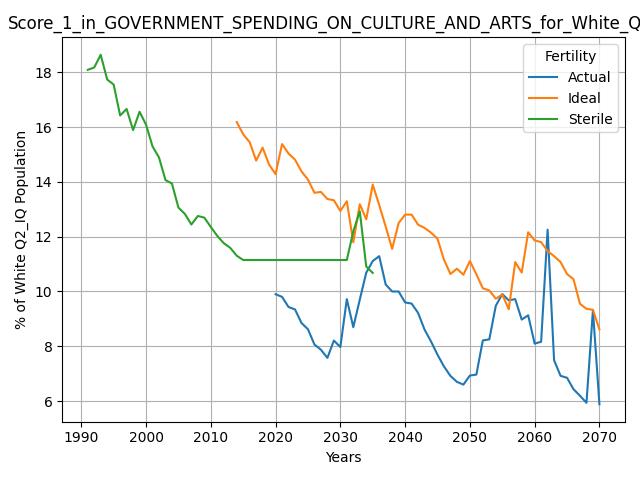 Score_1_in_GOVERNMENT_SPENDING_ON_CULTURE_AND_ARTS_for_White_Q
Fertility
Actual
Ideal
Sterile
% of White Q2_IQ Population
18
16
14
12
10
8
6
1990 2000 2010 2020 2030 2040 2050 2060 2070
Years